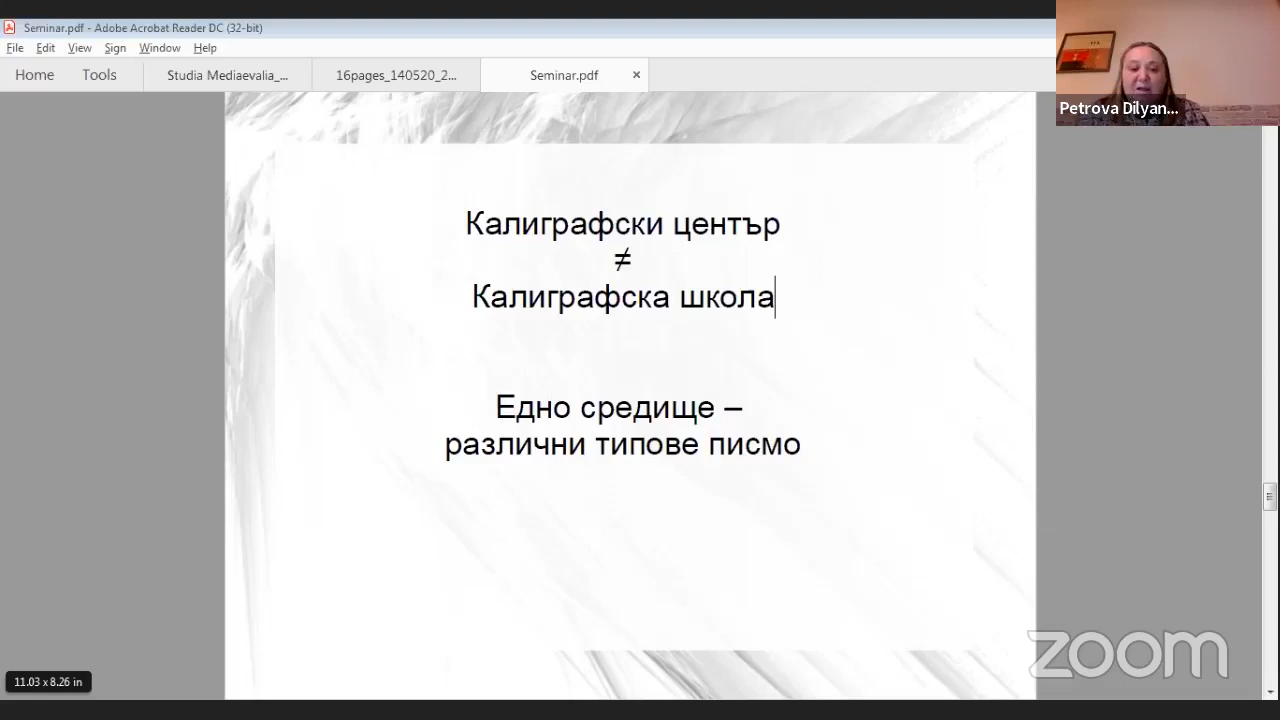 Seminar.pdf - Adobe Acrobat Reader DC (32-bit)
File Edit View Sign Window Help
Home Tools Studia Mediaevalia_... 16pages_140520_2... Seminar.pdf ×
Petrova Dilyan...
Калиграфски център
≠
Калиграфска школа
Едно средище –
различни типове писмо
zoom
11.03 x 8.26 in